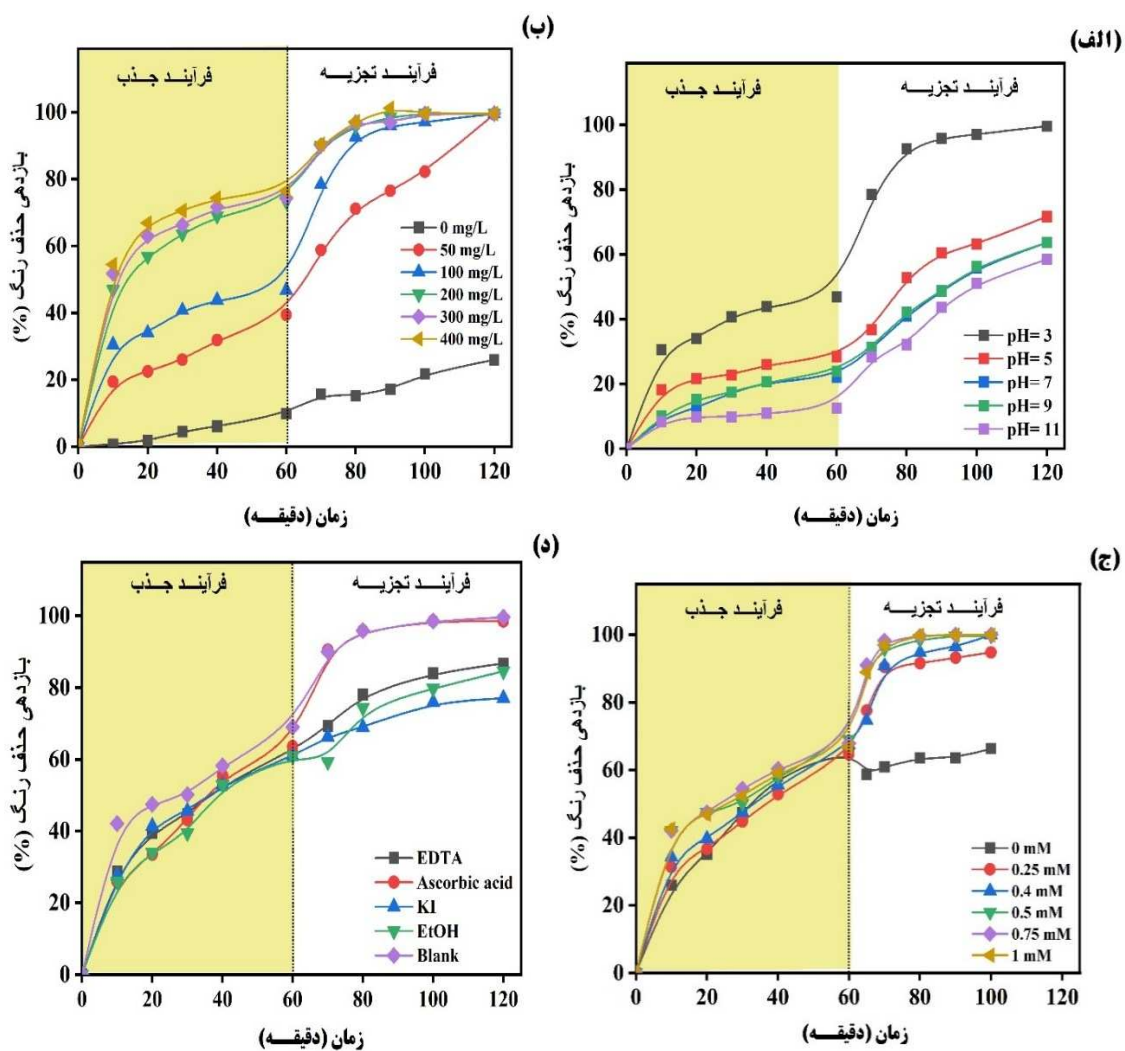 (الف)
فرآیند جذب
فرآیند تجزیه
بازدهی حذف رنگ (%)
100
80
60
40
20
0
pH= 3
pH= 5
pH= 7
pH= 9
pH= 11
0 20 40 60 80 100 120
زمان (دقیقه)
(ب)
فرآیند جذب
فرآیند تجزیه
بازدهی حذف رنگ (%)
100
80
60
40
20
0
0 mg/L
50 mg/L
100 mg/L
200 mg/L
300 mg/L
400 mg/L
0 20 40 60 80 100 120
زمان (دقیقه)
(ج)
فرآیند جذب
فرآیند تجزیه
بازدهی حذف رنگ (%)
100
80
60
40
20
0
0 mM
0.25 mM
0.4 mM
0.5 mM
0.75 mM
1 mM
0 20 40 60 80 100 120
زمان (دقیقه)
(د)
فرآیند جذب
فرآیند تجزیه
بازدهی حذف رنگ (%)
100
80
60
40
20
0
EDTA
Ascorbic acid
KI
EtOH
Blank
0 20 40 60 80 100 120
زمان (دقیقه)